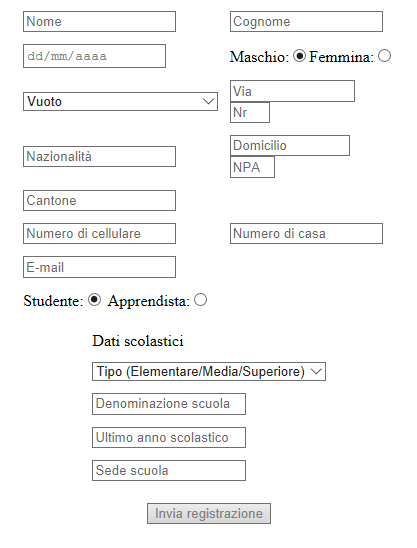 Nome Cognome
dd/mm/aaaa Maschio: Femmina:
Vuoto Via
Nr
Nazionalità Domicilio
NPA
Cantone
Numero di cellulare Numero di casa
E-mail
Studente: Apprendista:
Dati scolastici
Tipo (Elementare/Media/Superiore)
Denominazione scuola
Ultimo anno scolastico
Sede scuola
Invia registrazione